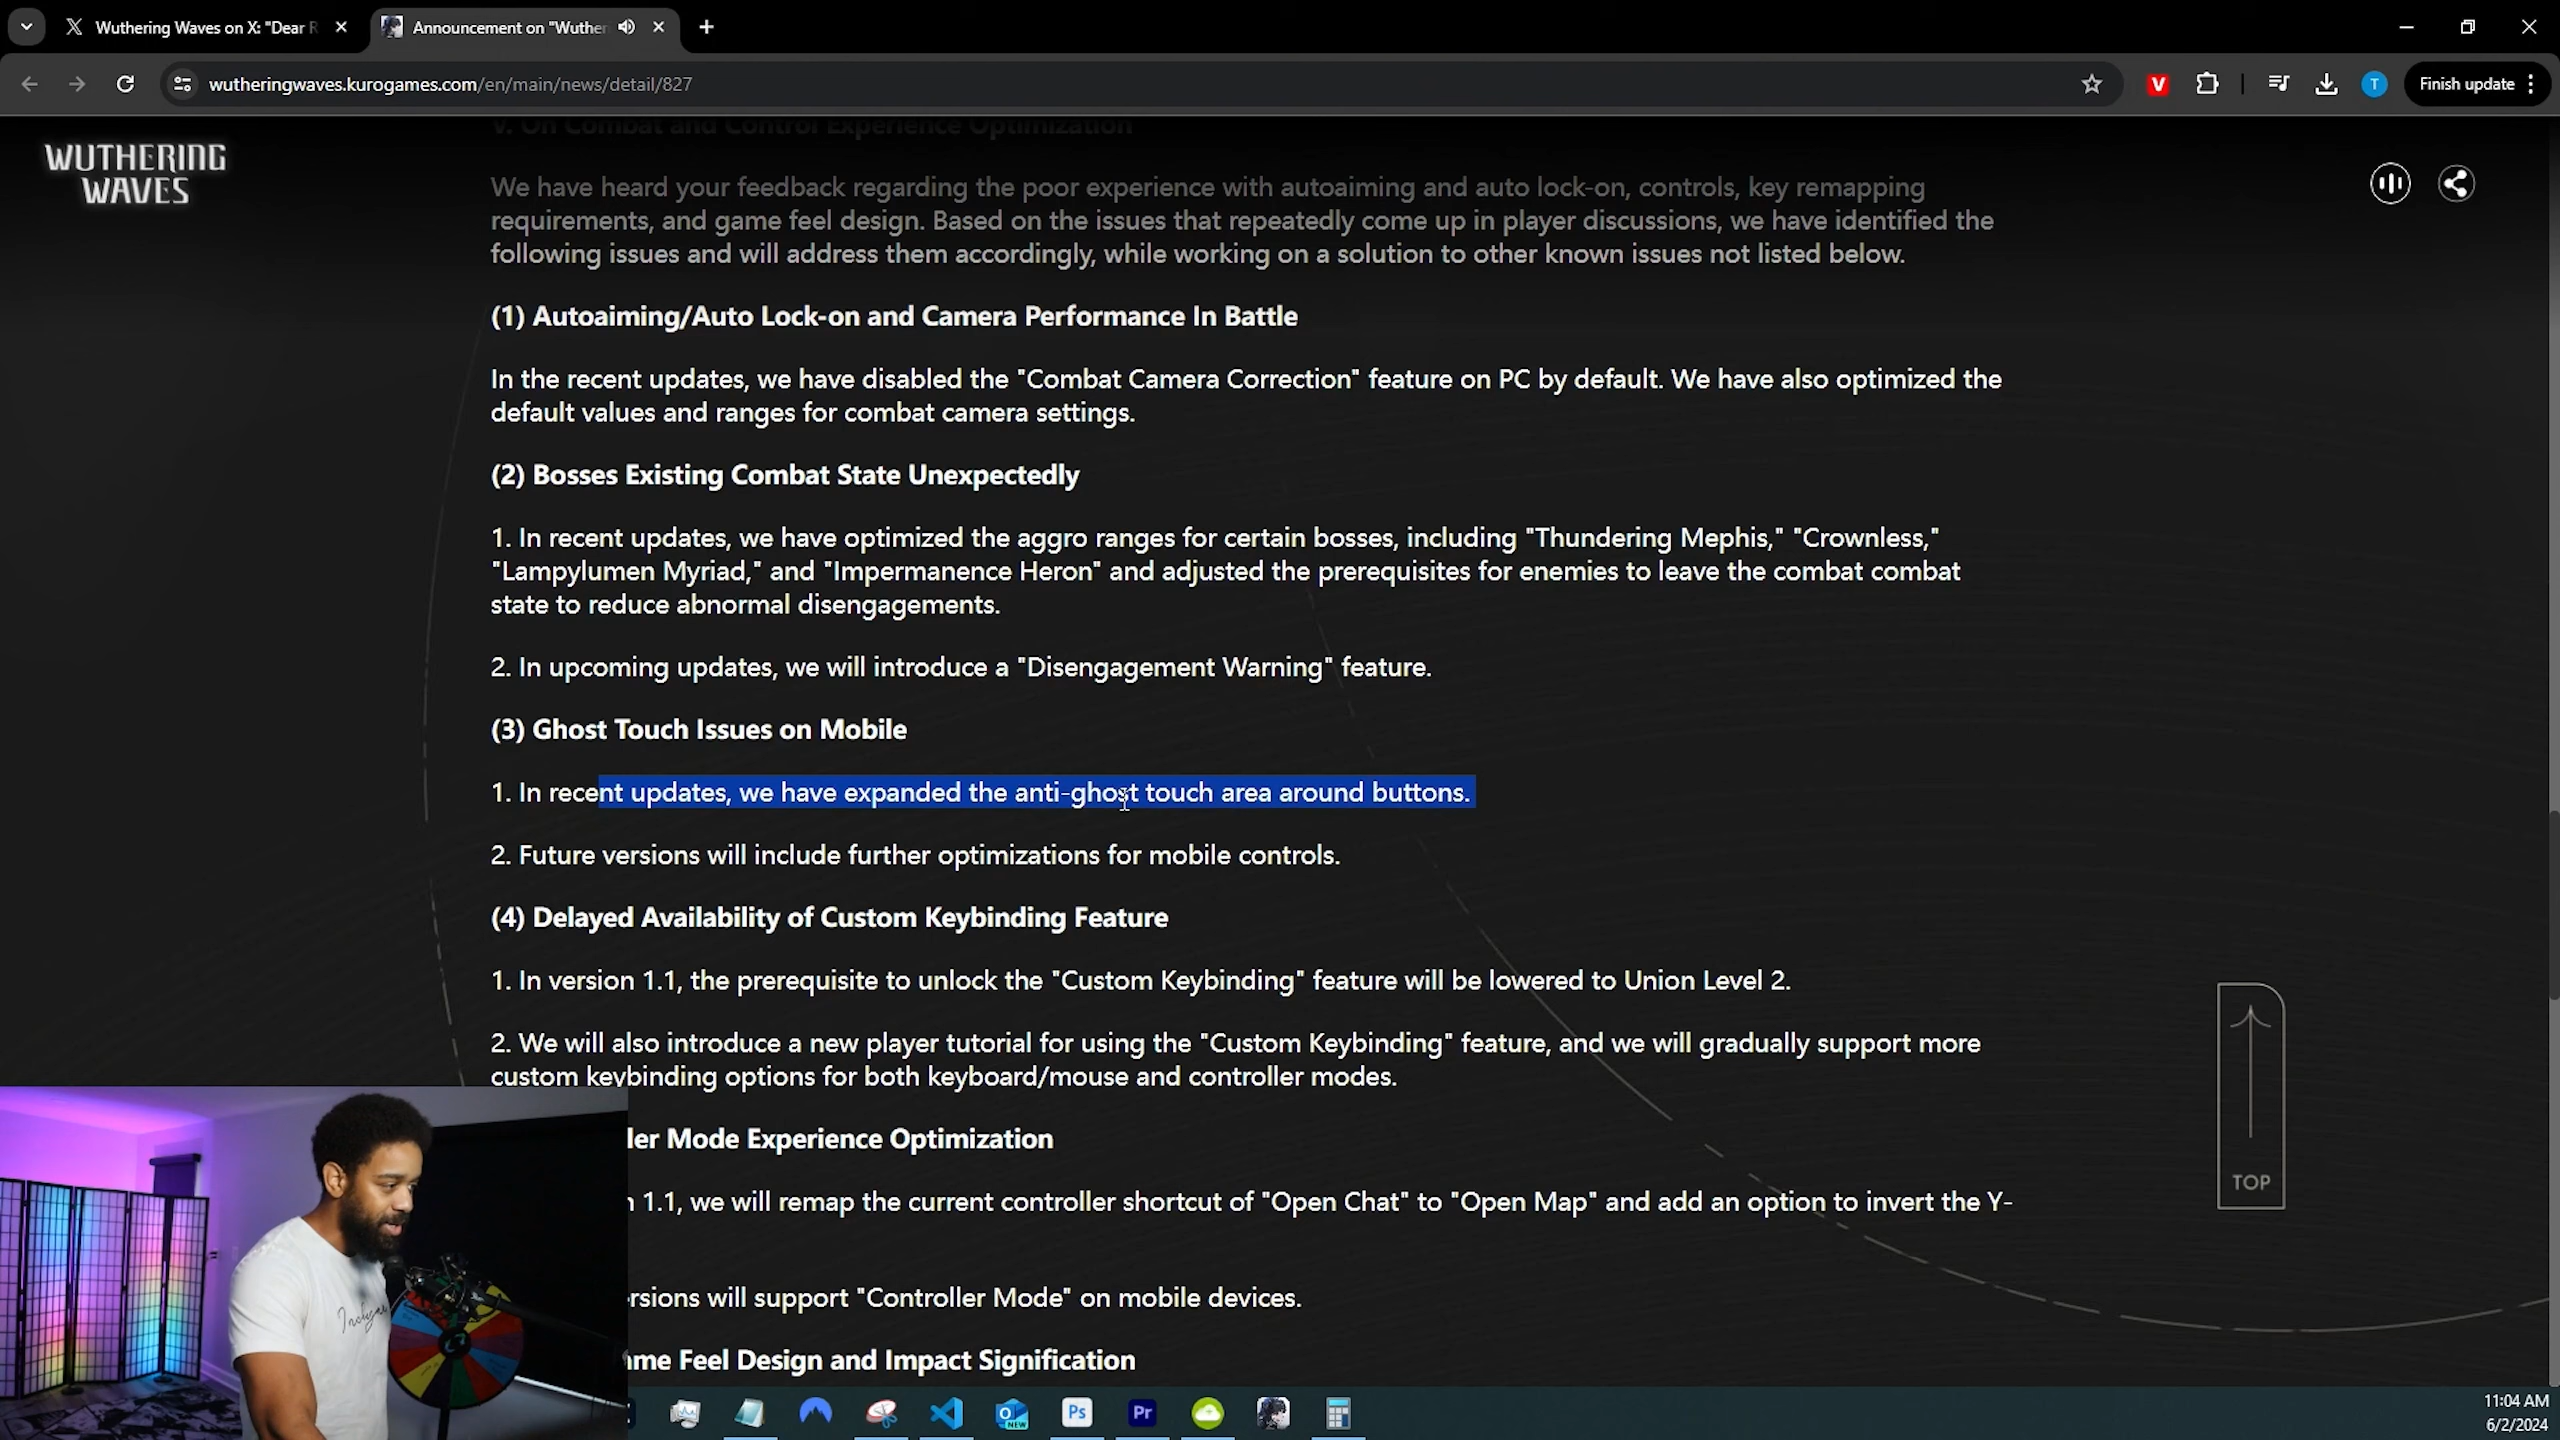 Wuthering Waves on X: "Dear R
Announcement on "Wuther
wutheringwaves.kurogames.com/en/main/news/detail/827
V
T
Finish update
WUTHERING
WAVES
V. On Combat and Control Experience Optimization
We have heard your feedback regarding the poor experience with autoaiming and auto lock-on, controls, key remapping
requirements, and game feel design. Based on the issues that repeatedly come up in player discussions, we have identified the
following issues and will address them accordingly, while working on a solution to other known issues not listed below.
(1) Autoaiming/Auto Lock-on and Camera Performance In Battle
In the recent updates, we have disabled the "Combat Camera Correction" feature on PC by default. We have also optimized the
default values and ranges for combat camera settings.
(2) Bosses Existing Combat State Unexpectedly
1. In recent updates, we have optimized the aggro ranges for certain bosses, including "Thundering Mephis," "Crownless,"
"Lampylumen Myriad," and "Impermanence Heron" and adjusted the prerequisites for enemies to leave the combat combat
state to reduce abnormal disengagements.
2. In upcoming updates, we will introduce a "Disengagement Warning" feature.
(3) Ghost Touch Issues on Mobile
1. In recent updates, we have expanded the anti-ghost touch area around buttons.
2. Future versions will include further optimizations for mobile controls.
(4) Delayed Availability of Custom Keybinding Feature
1. In version 1.1, the prerequisite to unlock the "Custom Keybinding" feature will be lowered to Union Level 2.
2. We will also introduce a new player tutorial for using the "Custom Keybinding" feature, and we will gradually support more
custom keybinding options for both keyboard/mouse and controller modes.
ler Mode Experience Optimization
n 1.1, we will remap the current controller shortcut of "Open Chat" to "Open Map" and add an option to invert the Y-
rsions will support "Controller Mode" on mobile devices.
me Feel Design and Impact Signification
TOP
NEW
Ps
Pr
11:04 AM
6/2/2024